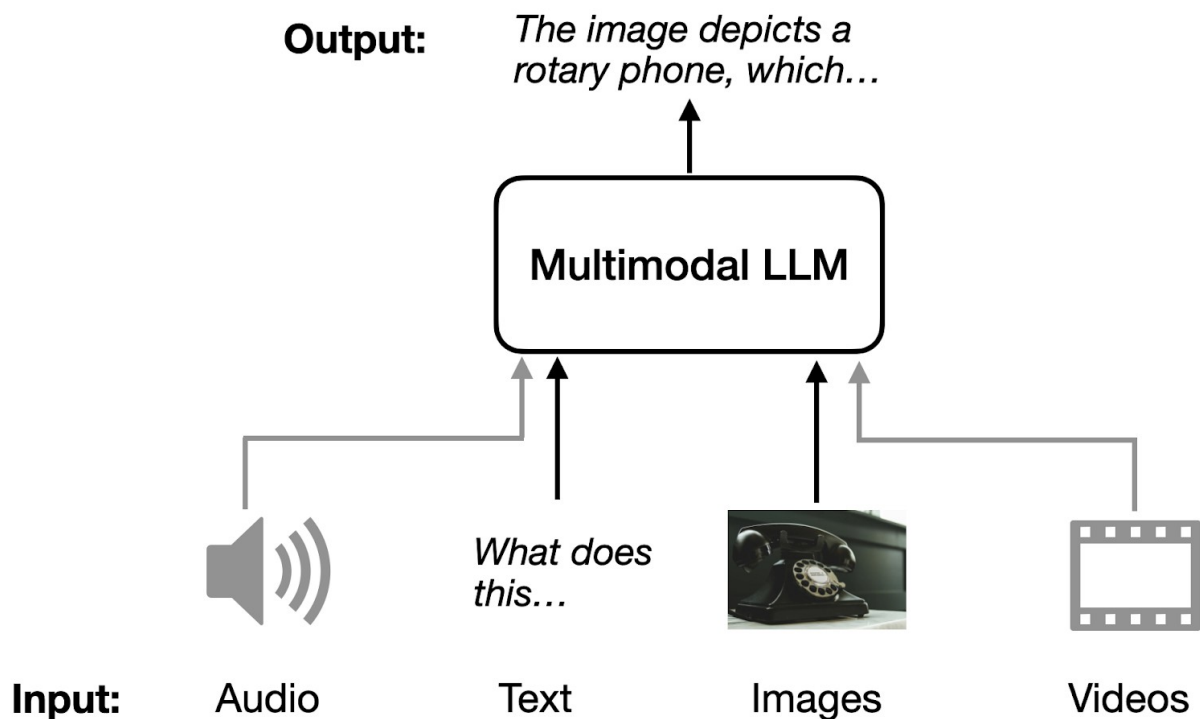 Output:
The image depicts a
rotary phone, which…
Multimodal LLM
What does
this…
Input:
Audio
Text
Images
Videos